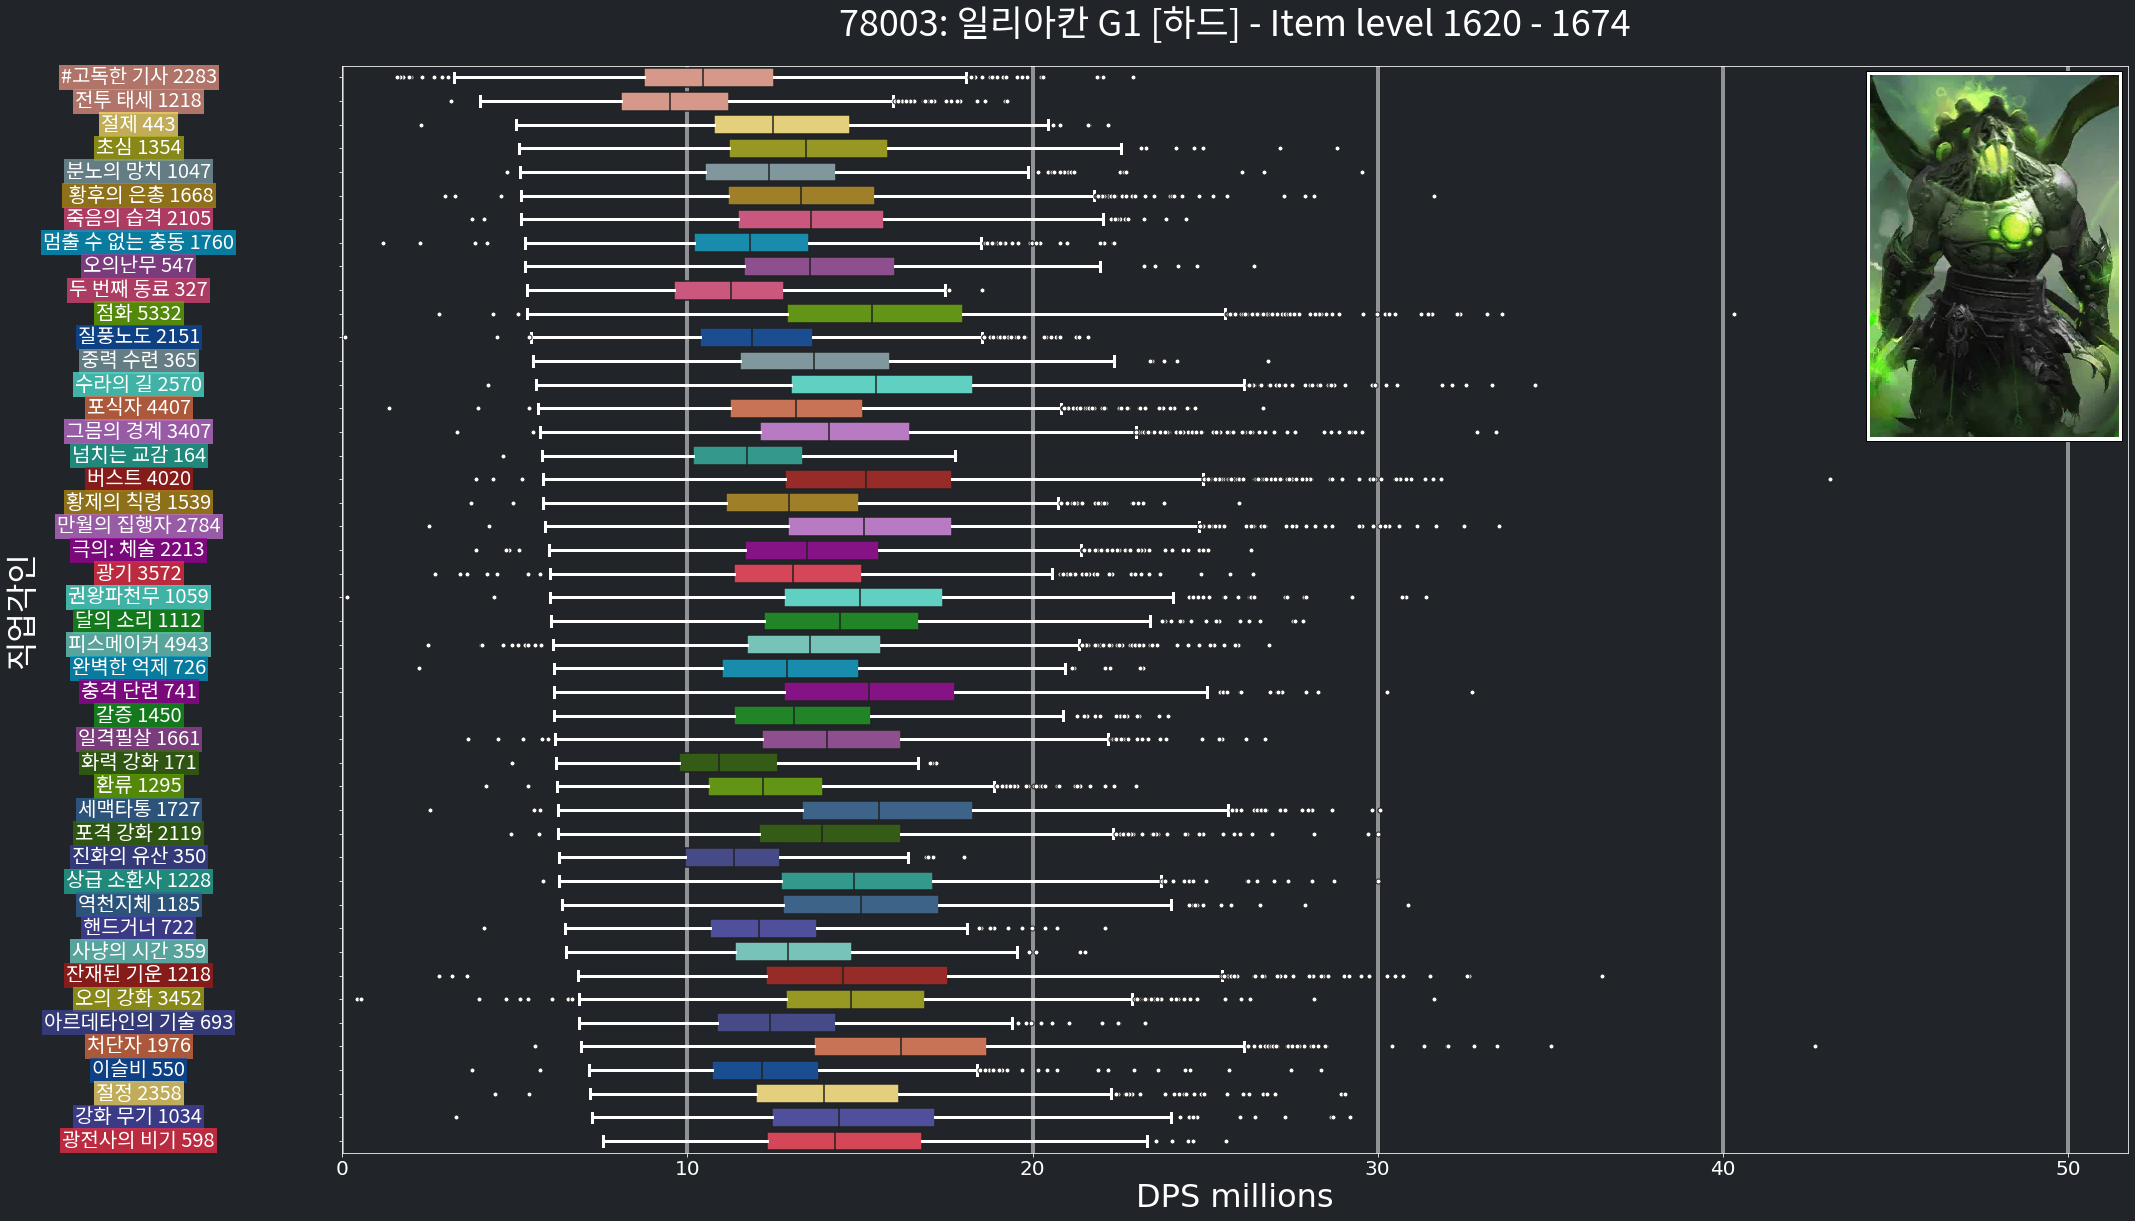 78003: 일리아칸 G1 [하드] - Item level 1620 - 1674
#고독한 기사 2283
전투 태세 1218
절제 443
초심 1354
분노의 망치 1047
황후의 은총 1668
죽음의 습격 2105
멈출 수 없는 충동 1760
오의난무 547
두 번째 동료 327
점화 5332
질풍노도 2151
중력 수련 365
수라의 길 2570
포식자 4407
그믐의 경계 3407
넘치는 교감 164
버스트 4020
황제의 칙령 1539
만월의 집행자 2784
극의: 체술 2213
광기 3572
권왕파천무 1059
달의 소리 1112
피스메이커 4943
완벽한 억제 726
충격 단련 741
갈증 1450
일격필살 1661
화력 강화 171
환류 1295
세맥타통 1727
포격 강화 2119
진화의 유산 350
상급 소환사 1228
역천지체 1185
핸드거너 722
사냥의 시간 359
잔재된 기운 1218
오의 강화 3452
아르데타인의 기술 693
처단자 1976
이슬비 550
절정 2358
강화 무기 1034
광전사의 비기 598
직업각인
0 10 20 30 40 50
DPS millions